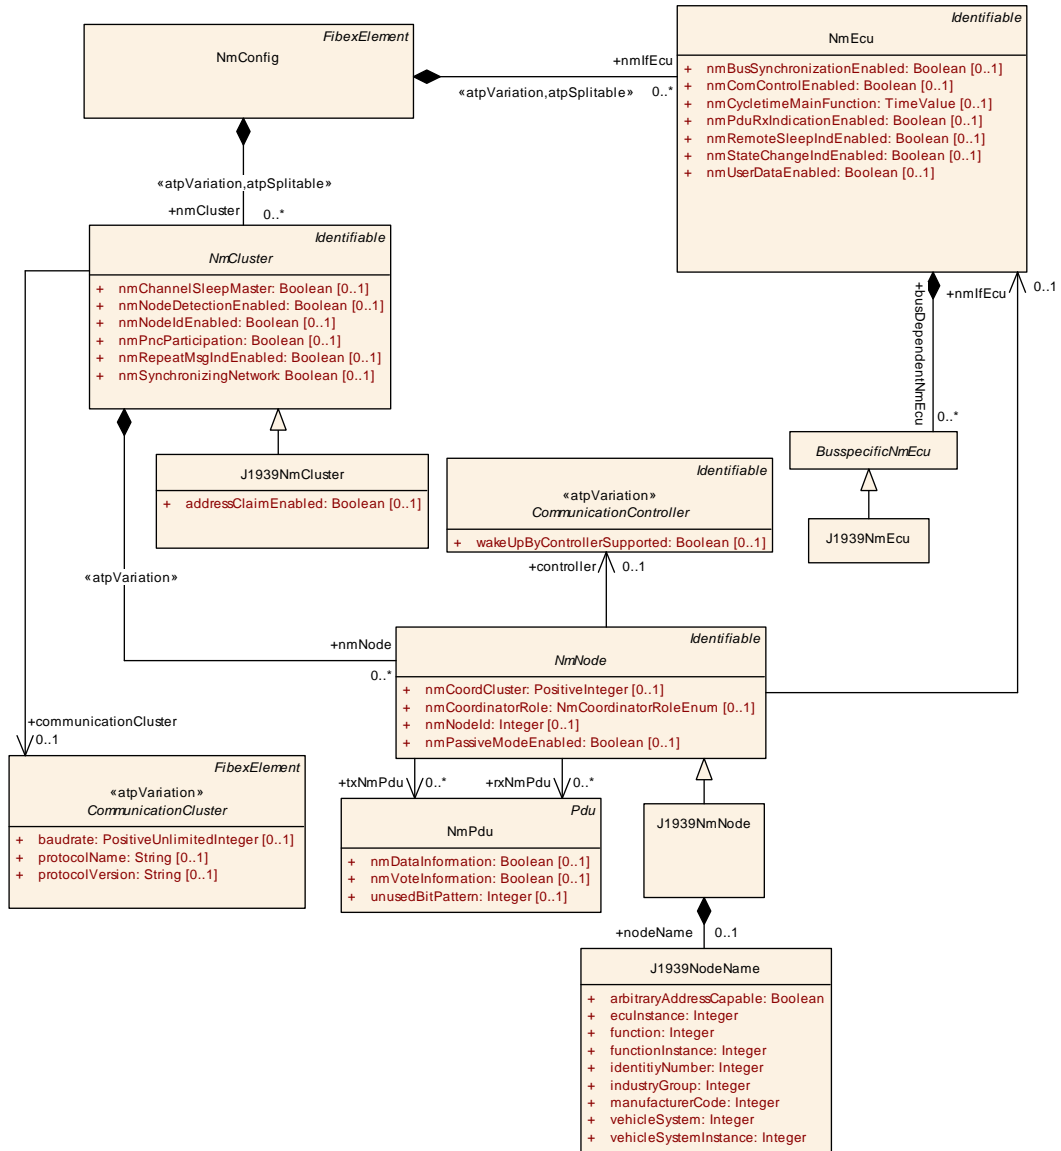 FibexElement
NmConfig
Identifiable
NmEcu
+ nmBusSynchronizationEnabled: Boolean [0..1]
+ nmComControlEnabled: Boolean [0..1]
+ nmCycletimeMainFunction: TimeValue [0..1]
+ nmPduRxIndicationEnabled: Boolean [0..1]
+ nmRemoteSleepIndEnabled: Boolean [0..1]
+ nmStateChangeIndEnabled: Boolean [0..1]
+ nmUserDataEnabled: Boolean [0..1]
+nmIfEcu
«atpVariation,atpSplitable» 0..*
«atpVariation,atpSplitable»
+nmCluster 0..*
Identifiable
NmCluster
+ nmChannelSleepMaster: Boolean [0..1]
+ nmNodeDetectionEnabled: Boolean [0..1]
+ nmNodeIdEnabled: Boolean [0..1]
+ nmPncParticipation: Boolean [0..1]
+ nmRepeatMsgIndEnabled: Boolean [0..1]
+ nmSynchronizingNetwork: Boolean [0..1]
+busDependentNmEcu
0..*
+nmIfEcu 0..1
BusspecificNmEcu
J1939NmEcu
J1939NmCluster
+ addressClaimEnabled: Boolean [0..1]
Identifiable
«atpVariation»
CommunicationController
+ wakeUpByControllerSupported: Boolean [0..1]
+controller 0..1
«atpVariation»
+nmNode
0..*
Identifiable
NmNode
+ nmCoordCluster: PositiveInteger [0..1]
+ nmCoordinatorRole: NmCoordinatorRoleEnum [0..1]
+ nmNodeId: Integer [0..1]
+ nmPassiveModeEnabled: Boolean [0..1]
+communicationCluster
0..1
FibexElement
«atpVariation»
CommunicationCluster
+ baudrate: PositiveUnlimitedInteger [0..1]
+ protocolName: String [0..1]
+ protocolVersion: String [0..1]
+txNmPdu 0..*
+rxNmPdu 0..*
Pdu
NmPdu
+ nmDataInformation: Boolean [0..1]
+ nmVoteInformation: Boolean [0..1]
+ unusedBitPattern: Integer [0..1]
J1939NmNode
+nodeName 0..1
J1939NodeName
+ arbitraryAddressCapable: Boolean
+ ecuInstance: Integer
+ function: Integer
+ functionInstance: Integer
+ identitiyNumber: Integer
+ industryGroup: Integer
+ manufacturerCode: Integer
+ vehicleSystem: Integer
+ vehicleSystemInstance: Integer